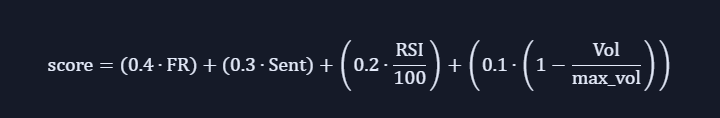 score = (0.4 · FR) + (0.3 · Sent) + (0.2 · RSI/100) + (0.1 · (1 − Vol/max_vol))